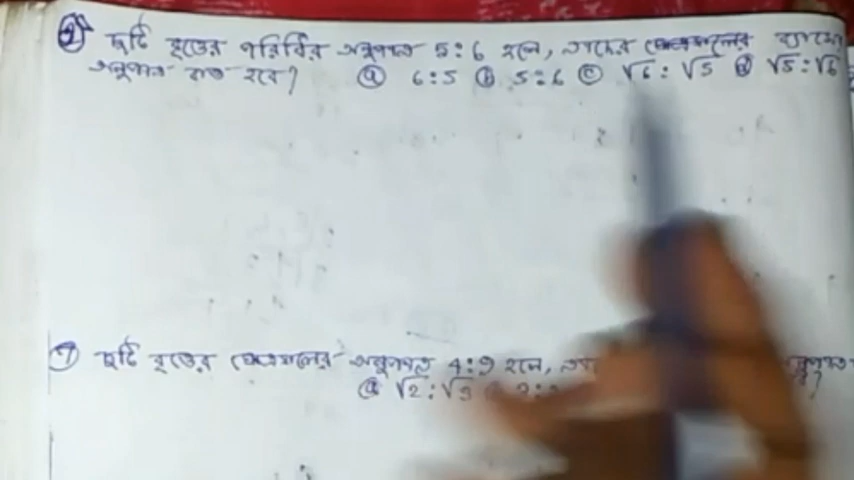 দুটি বৃত্তের পরিধির অনুপাত 5:6 হলে, তাদের ব্যাসের
অনুপাত কত হবে? ⓐ 6:5 ⓑ 5:6 ⓒ √6:√5 ⓓ √5:√6
⑦ দুটি বৃত্তের ক্ষেত্রফলের অনুপাত 4:9 হলে,
ⓐ √2:√3